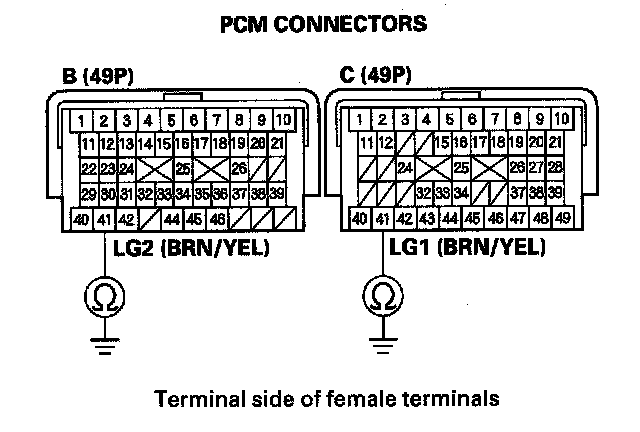 PCM CONNECTORS
B (49P)
1 2 3 4 5 6 7 8 9 10
11 12 13 14 15 16 17 18 19 20 21
22 23 24 25 26
29 30 31 32 33 34 35 36 37 38 39
40 41 42 44 45 46
LG2 (BRN/YEL)
Ω
C (49P)
1 2 3 4 5 6 7 8 9 10
11 12 15 16 17 18 19 20 21
24 25 26 27 28
32 33 34 37 38 39
40 41 42 43 44 45 46 47 48 49
LG1 (BRN/YEL)
Ω
Terminal side of female terminals